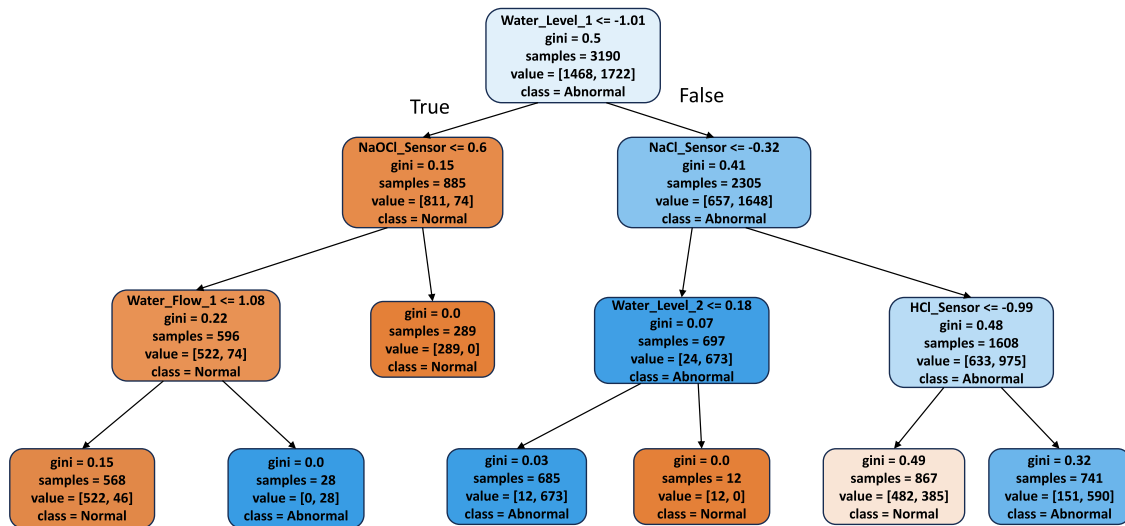 Water_Level_1 <= -1.01
gini = 0.5
samples = 3190
value = [1468, 1722]
class = Abnormal
True
False
NaOCl_Sensor <= 0.6
gini = 0.15
samples = 885
value = [811, 74]
class = Normal
NaCl_Sensor <= -0.32
gini = 0.41
samples = 2305
value = [657, 1648]
class = Abnormal
Water_Flow_1 <= 1.08
gini = 0.22
samples = 596
value = [522, 74]
class = Normal
gini = 0.0
samples = 289
value = [289, 0]
class = Normal
Water_Level_2 <= 0.18
gini = 0.07
samples = 697
value = [24, 673]
class = Abnormal
HCl_Sensor <= -0.99
gini = 0.48
samples = 1608
value = [633, 975]
class = Abnormal
gini = 0.15
samples = 568
value = [522, 46]
class = Normal
gini = 0.0
samples = 28
value = [0, 28]
class = Abnormal
gini = 0.03
samples = 685
value = [12, 673]
class = Abnormal
gini = 0.0
samples = 12
value = [12, 0]
class = Normal
gini = 0.49
samples = 867
value = [482, 385]
class = Normal
gini = 0.32
samples = 741
value = [151, 590]
class = Abnormal